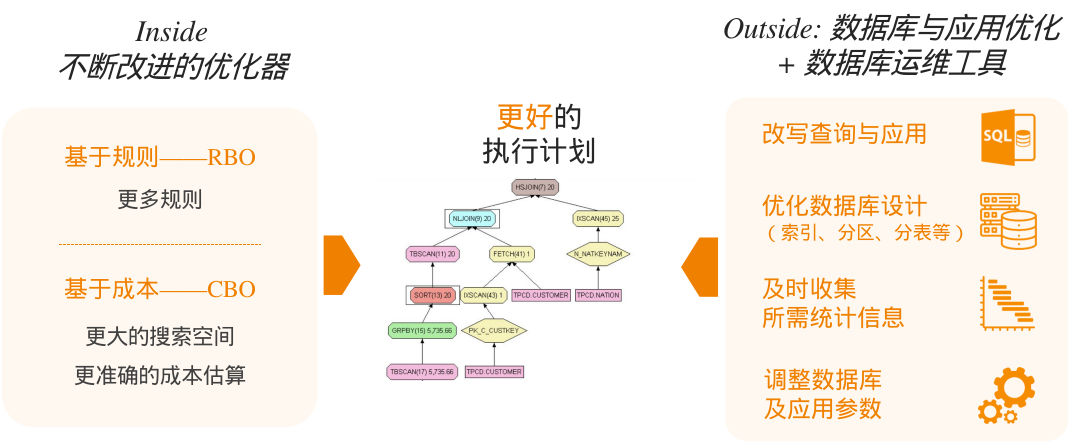 Inside
不断改进的优化器
基于规则——RBO
更多规则
基于成本——CBO
更大的搜索空间
更准确的成本估算
更好的
执行计划
HSJOIN(7) 20
NLJOIN(9) 20
IXSCAN(45) 25
TBSCAN(11) 20
FETCH(41) 1
N_NATKEYNAM
SORT(13) 20
IXSCAN(43) 1
TPCD.CUSTOMER
TPCD.NATION
GRPBY(15) 5,735.66
PK_C_CUSTKEY
TBSCAN(17) 5,735.66
TPCD.CUSTOMER
Outside: 数据库与应用优化
+ 数据库运维工具
改写查询与应用
SQL
优化数据库设计
（索引、分区、分表等）
及时收集
所需统计信息
调整数据库
及应用参数